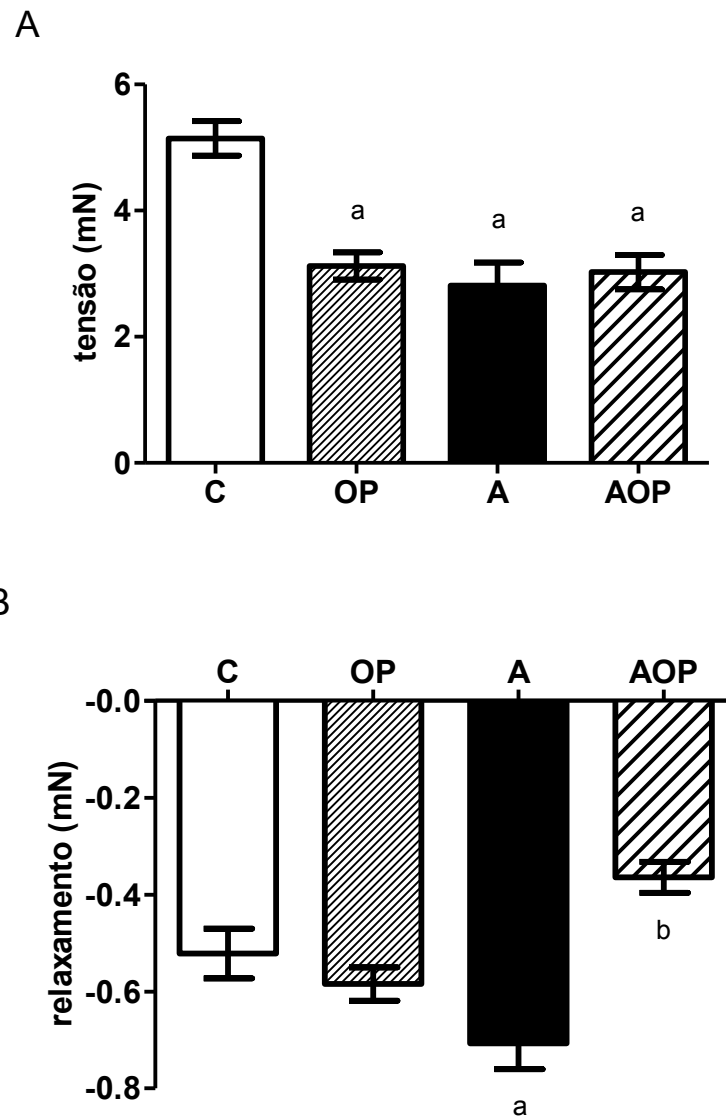 A
6
4
2
0
tensão (mN)
a a a
C OP A AOP
B
C OP A AOP
-0.0
-0.2
-0.4
-0.6
-0.8
relaxamento (mN)
b
a